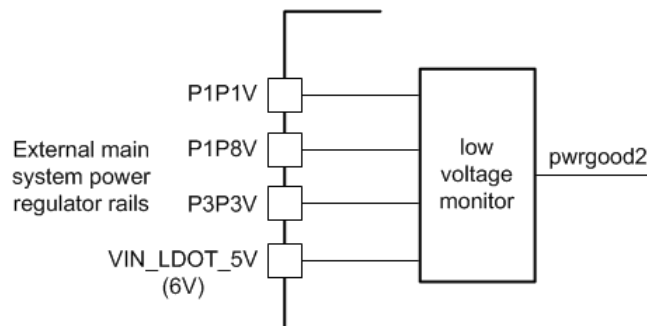 P1P1V
P1P8V
P3P3V
VIN_LDOT_5V
(6V)
External main
system power
regulator rails
low
voltage
monitor
pwrgood2